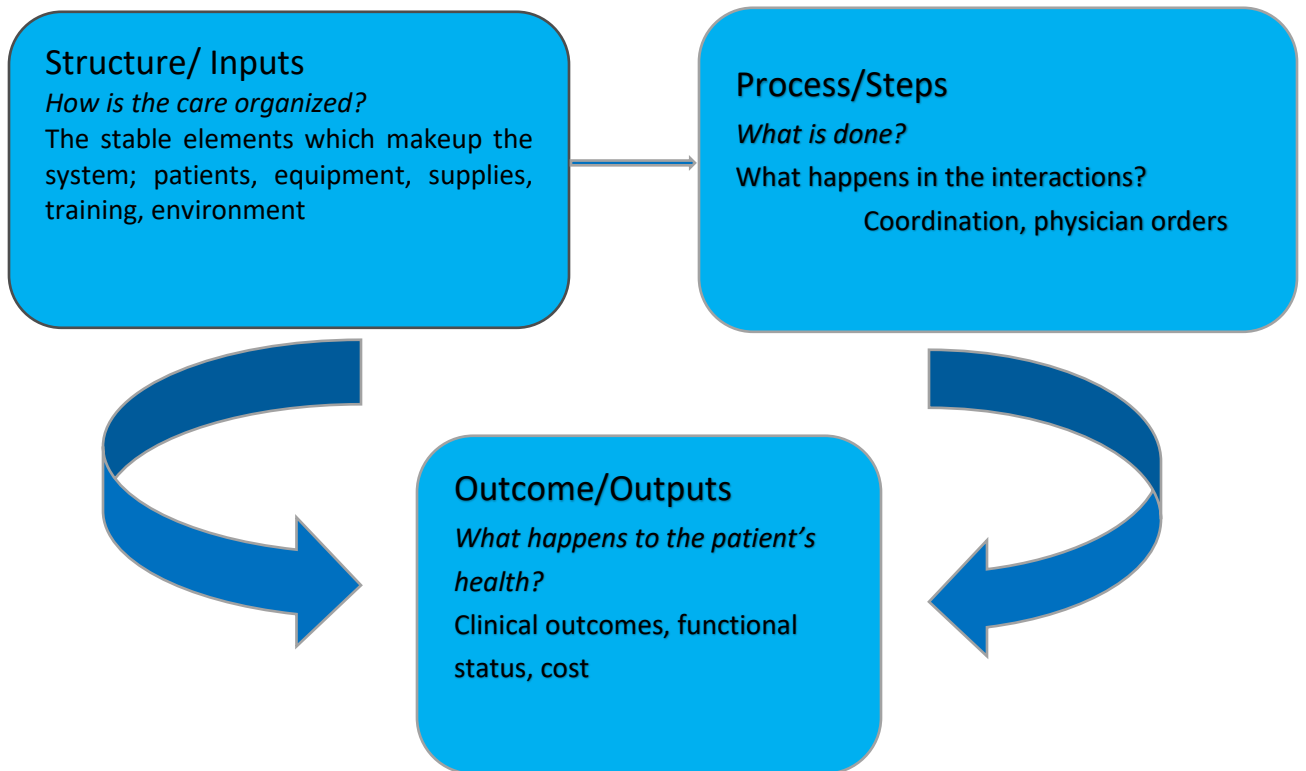 Structure/ Inputs
How is the care organized?
The stable elements which makeup the
system; patients, equipment, supplies,
training, environment
Process/Steps
What is done?
What happens in the interactions?
Coordination, physician orders
Outcome/Outputs
What happens to the patient’s
health?
Clinical outcomes, functional
status, cost